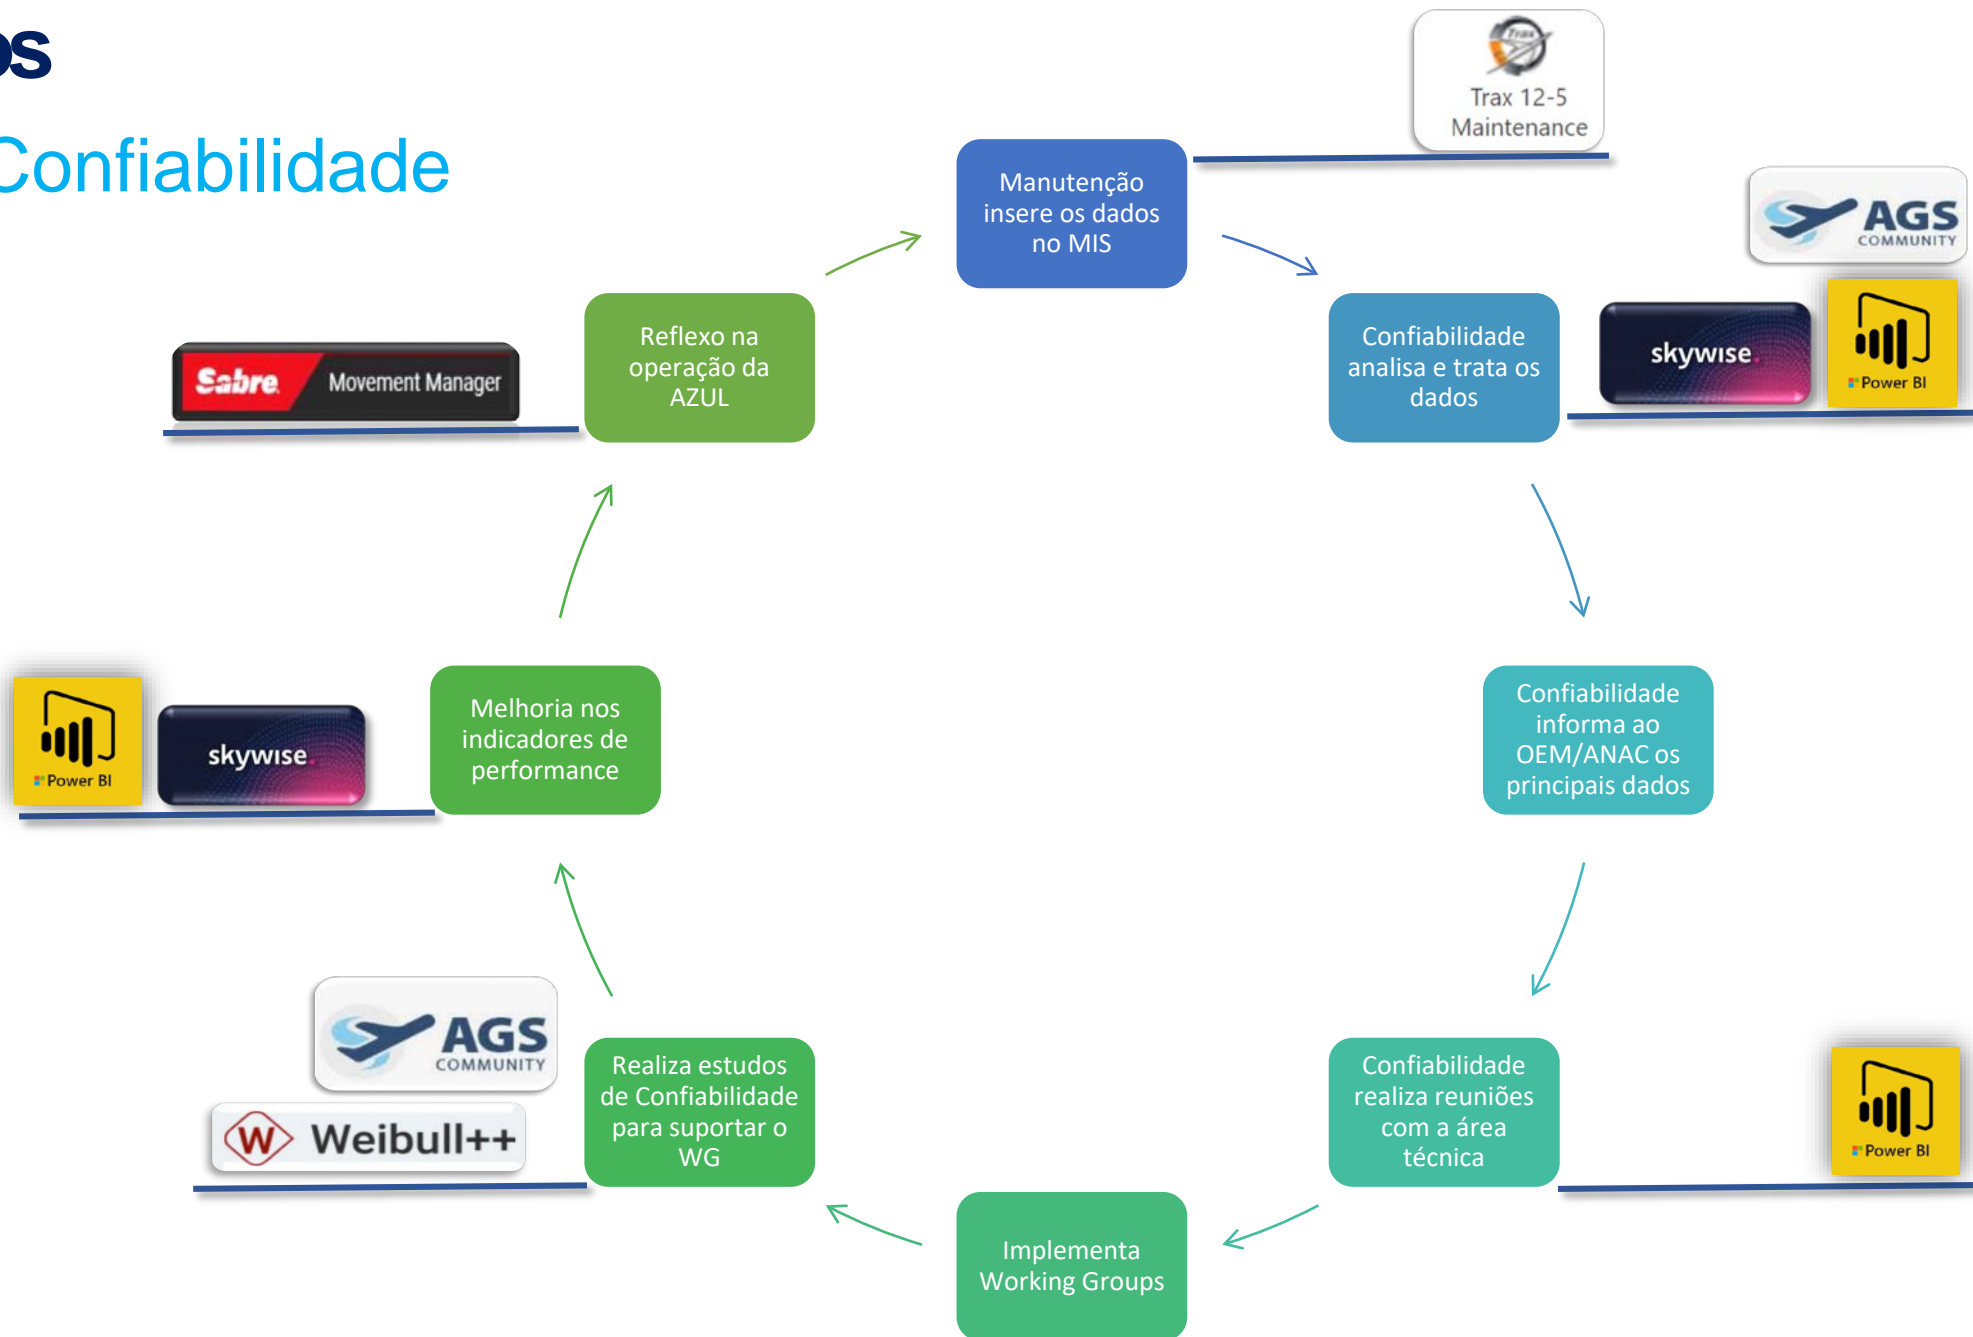 os
Confiabilidade
Trax
Trax 12-5
Maintenance
Manutenção
insere os dados
no MIS
AGS
COMMUNITY
Confiabilidade
analisa e trata os
dados
skywise.
Power BI
Confiabilidade
informa ao
OEM/ANAC os
principais dados
Confiabilidade
realiza reuniões
com a área
técnica
Power BI
Implementa
Working Groups
Realiza estudos
de Confiabilidade
para suportar o
WG
AGS
COMMUNITY
W Weibull++
Melhoria nos
indicadores de
performance
Power BI
skywise.
Reflexo na
operação da
AZUL
Sabre Movement Manager